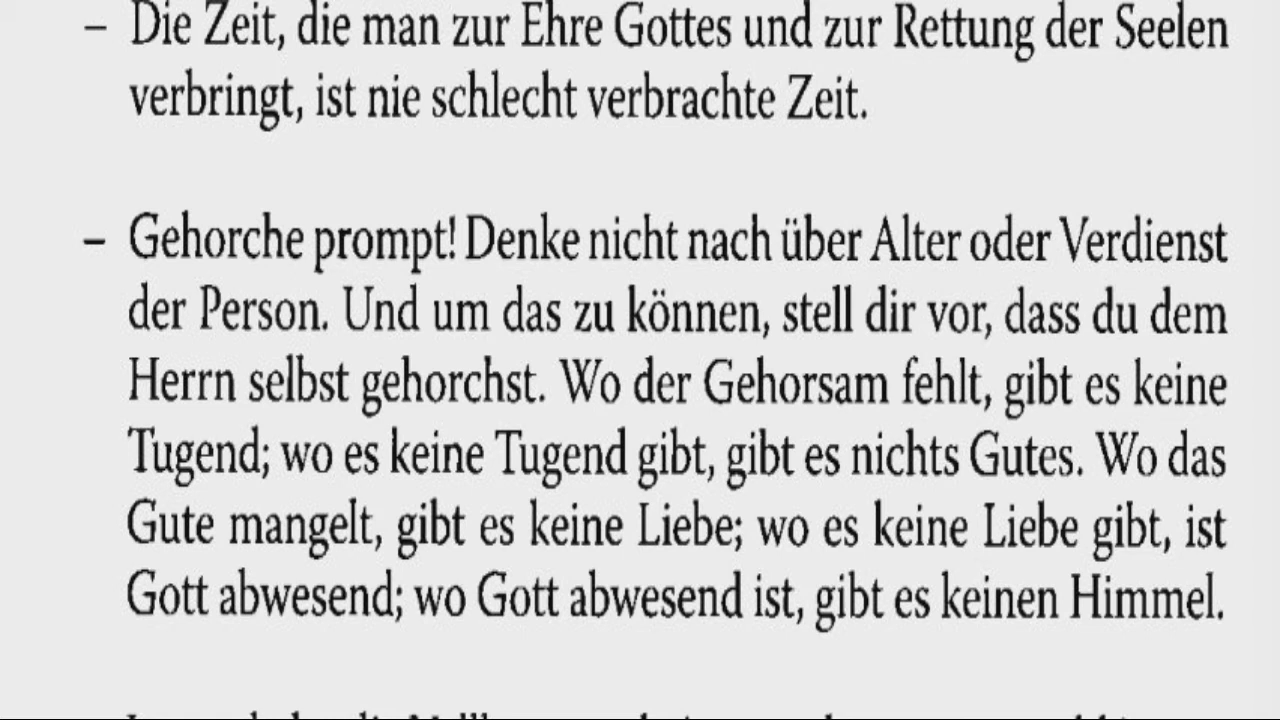 – Die Zeit, die man zur Ehre Gottes und zur Rettung der Seelen
verbringt, ist nie schlecht verbrachte Zeit.
– Gehorche prompt! Denke nicht nach über Alter oder Verdienst
der Person. Und um das zu können, stell dir vor, dass du dem
Herrn selbst gehorchst. Wo der Gehorsam fehlt, gibt es keine
Tugend; wo es keine Tugend gibt, gibt es nichts Gutes. Wo das
Gute mangelt, gibt es keine Liebe; wo es keine Liebe gibt, ist
Gott abwesend; wo Gott abwesend ist, gibt es keinen Himmel.